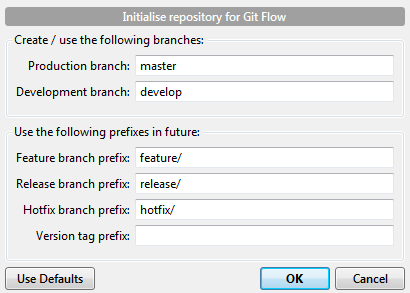 Initialise repository for Git Flow
Create / use the following branches:
Production branch: master
Development branch: develop
Use the following prefixes in future:
Feature branch prefix: feature/
Release branch prefix: release/
Hotfix branch prefix: hotfix/
Version tag prefix:
Use Defaults OK Cancel